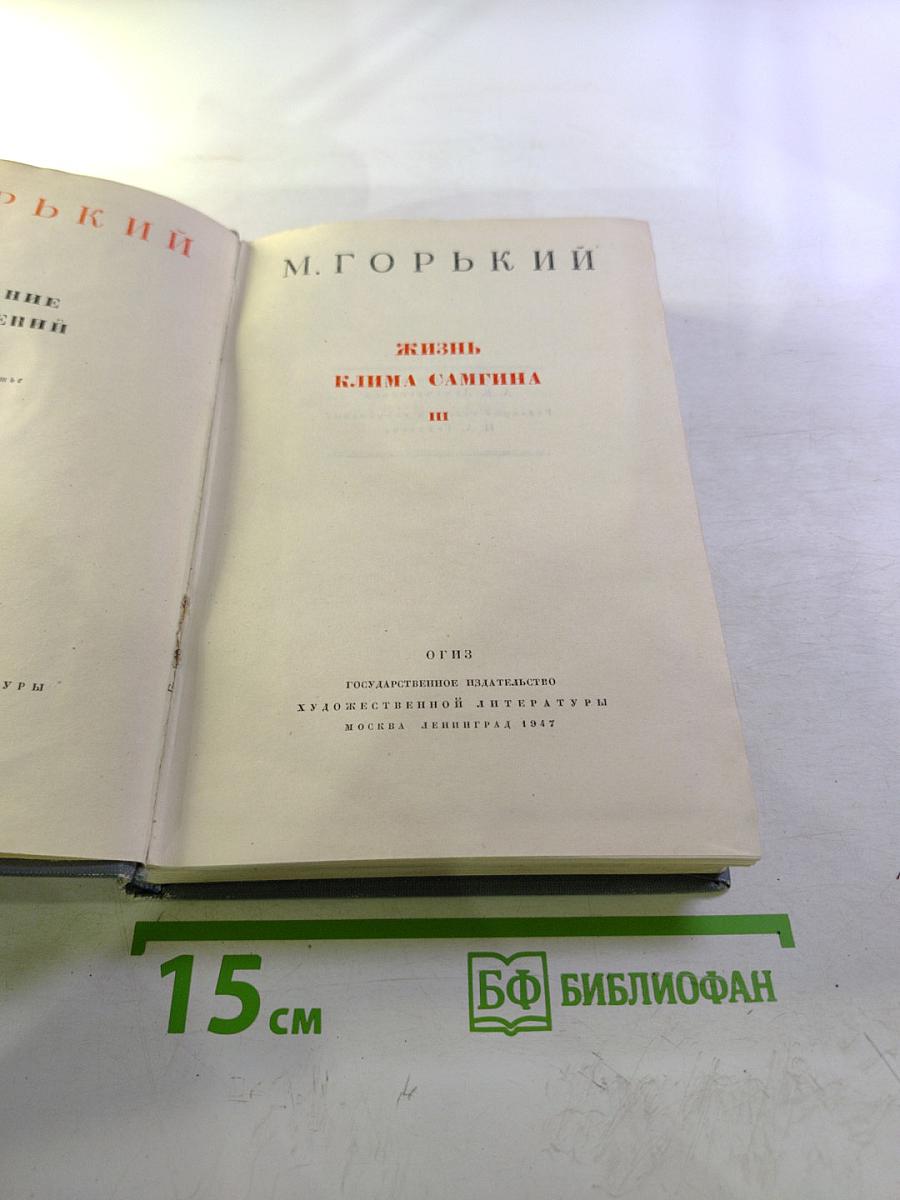 РЬКИЙ
НИЕ
ЕНИЙ
УРЫ
М. ГОРЬКИЙ
ЖИЗНЬ
КЛИМА САМГИНА
III
ОГИЗ
ГОСУДАРСТВЕННОЕ ИЗДАТЕЛЬСТВО
ХУДОЖЕСТВЕННОЙ ЛИТЕРАТУРЫ
МОСКВА ЛЕНИНГРАД 1947
15 см
БФ БИБЛИОФАН